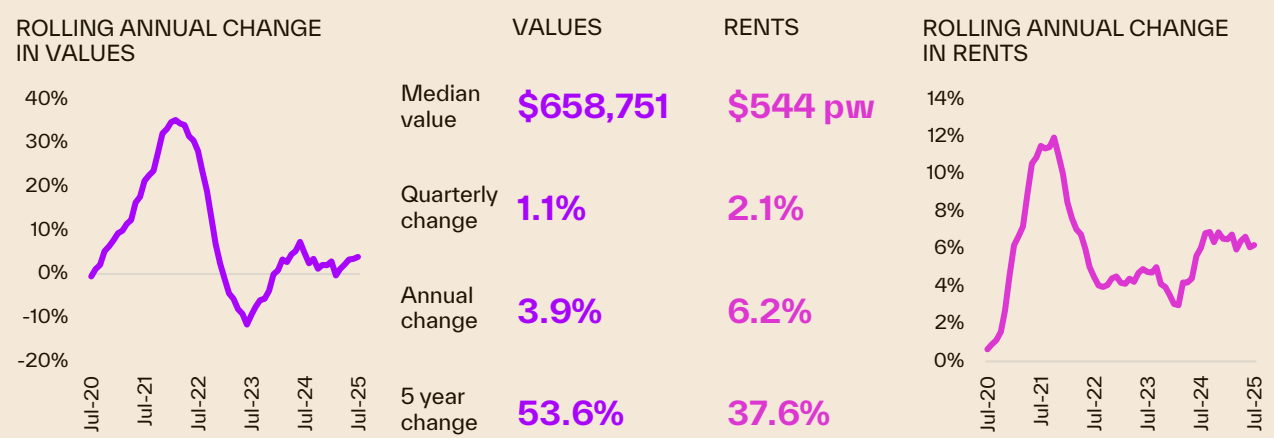 ROLLING ANNUAL CHANGE
IN VALUES
40%
30%
20%
10%
0%
-10%
-20%
Jul-20
Jul-21
Jul-22
Jul-23
Jul-24
Jul-25
VALUES
RENTS
Median
value
$658,751
$544 pw
Quarterly
change
1.1%
2.1%
Annual
change
3.9%
6.2%
5 year
change
53.6%
37.6%
ROLLING ANNUAL CHANGE
IN RENTS
14%
12%
10%
8%
6%
4%
2%
0%
Jul-20
Jul-21
Jul-22
Jul-23
Jul-24
Jul-25